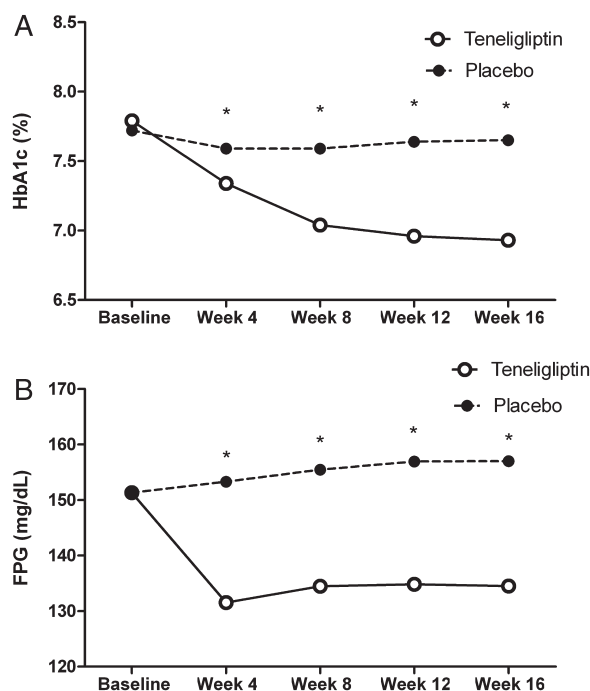 A
8.5
Teneligliptin
Placebo
8.0
* * * *
HbA1c (%)
7.5
7.0
6.5
Baseline Week 4 Week 8 Week 12 Week 16
B
170
Teneligliptin
Placebo
160
* * * *
FPG (mg/dL)
150
140
130
120
Baseline Week 4 Week 8 Week 12 Week 16